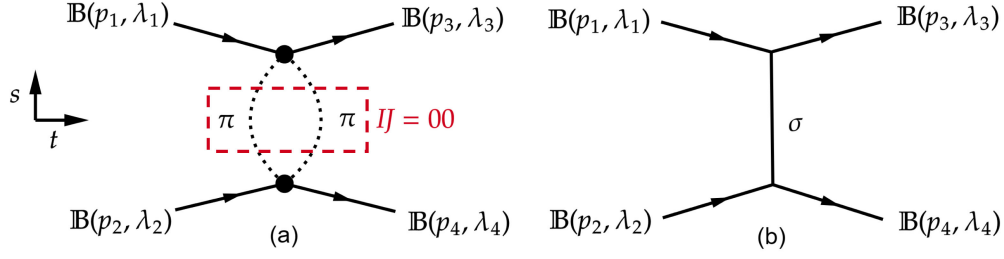 𝔹(p₁, λ₁) 𝔹(p₃, λ₃) 𝔹(p₁, λ₁) 𝔹(p₃, λ₃)
s
t
π π IJ = 00 σ
𝔹(p₂, λ₂) (a) 𝔹(p₄, λ₄) 𝔹(p₂, λ₂) (b) 𝔹(p₄, λ₄)